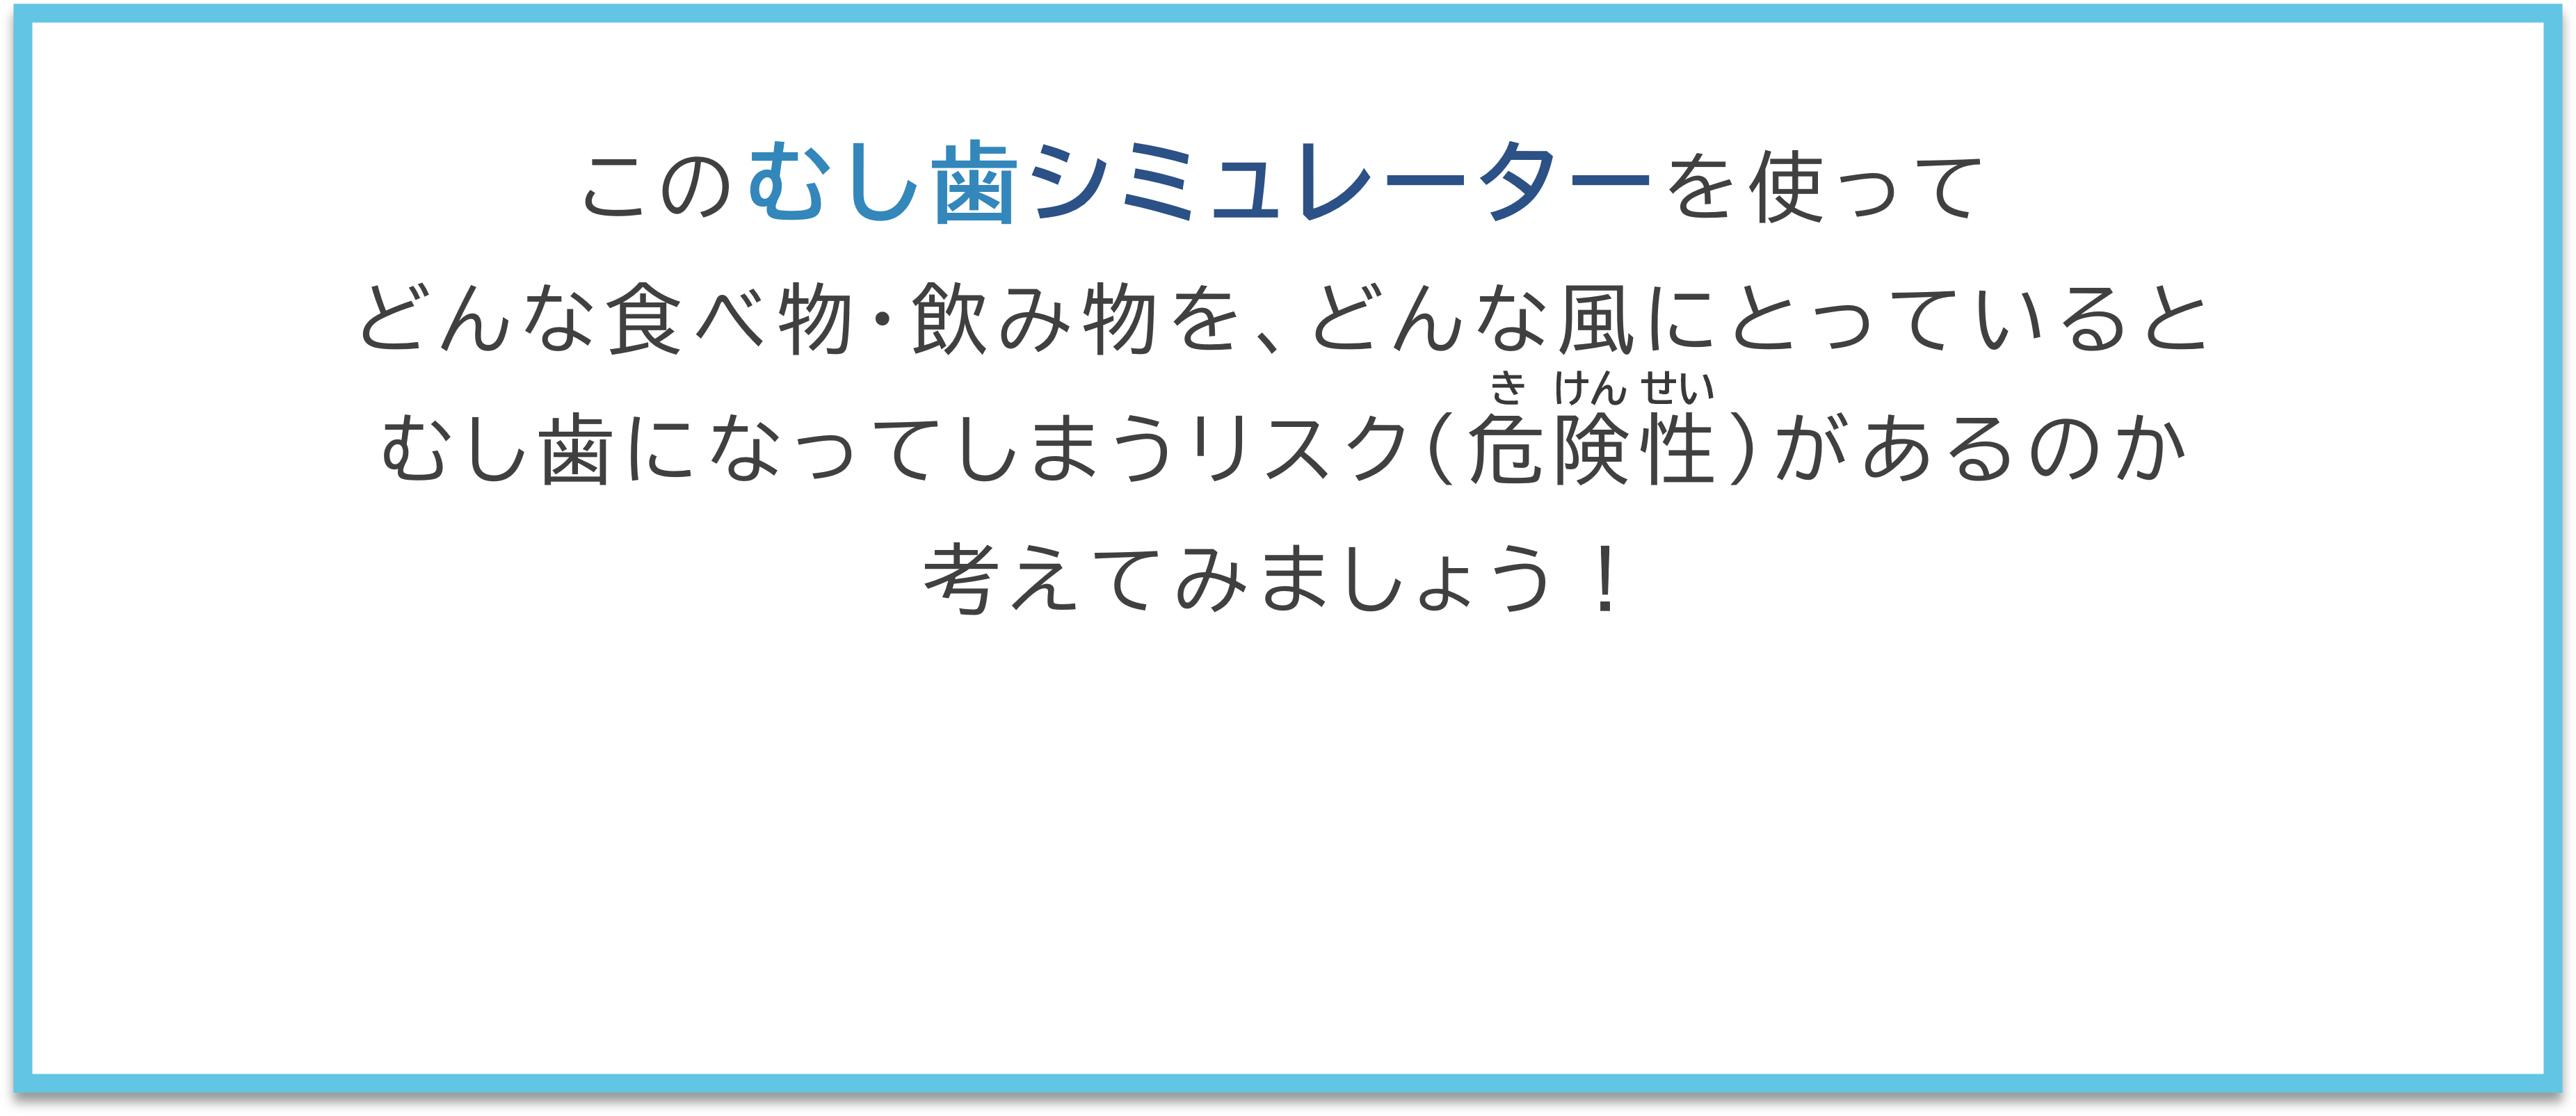 このむし歯シミュレーターを使って
どんな食べ物・飲み物を、どんな風にとっていると
きけんせい
むし歯になってしまうリスク（危険性）があるのか
考えてみましょう！